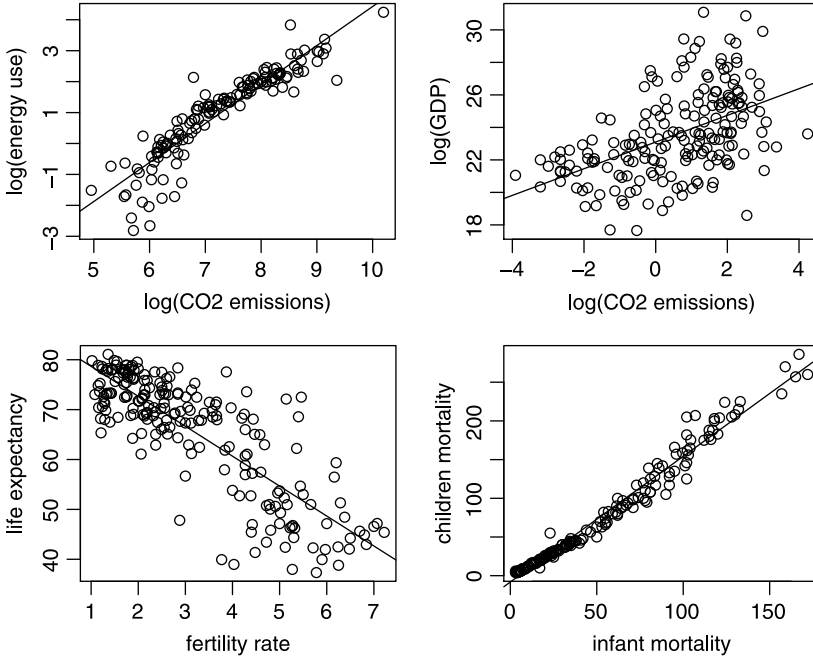 log(energy use)
3
1
−1
−3
5 6 7 8 9 10
log(CO2 emissions)
log(GDP)
30
26
22
18
−4 −2 0 2 4
log(CO2 emissions)
life expectancy
80
70
60
50
40
1 2 3 4 5 6 7
fertility rate
children mortality
200
100
0
0 50 100 150
infant mortality